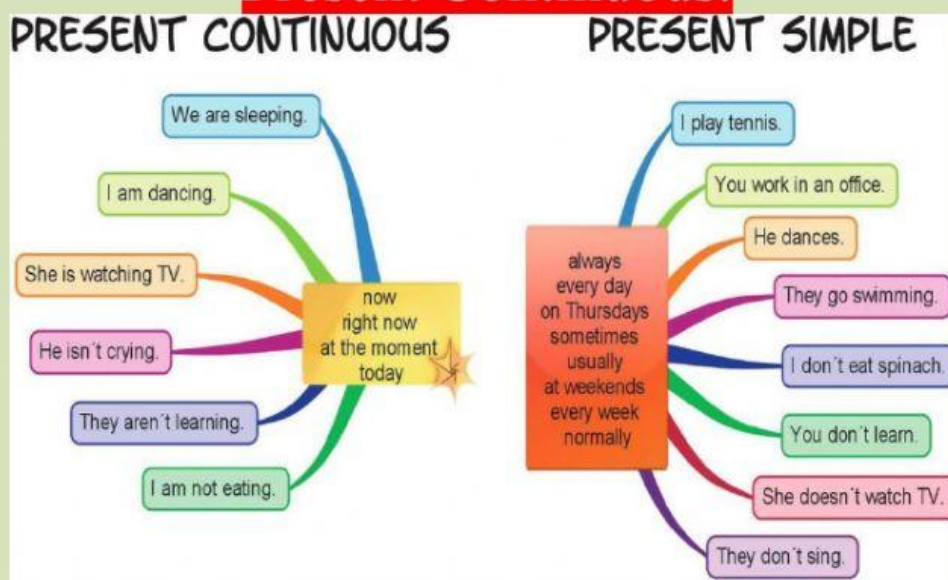 Present Continuous.
PRESENT CONTINUOUS
We are sleeping.
I am dancing.
She is watching TV.
He isn´t crying.
They aren´t learning.
I am not eating.
now
right now
at the moment
today
PRESENT SIMPLE
I play tennis.
You work in an office.
He dances.
They go swimming.
I don´t eat spinach.
You don´t learn.
She doesn´t watch TV.
They don´t sing.
always
every day
on Thursdays
sometimes
usually
at weekends
every week
normally